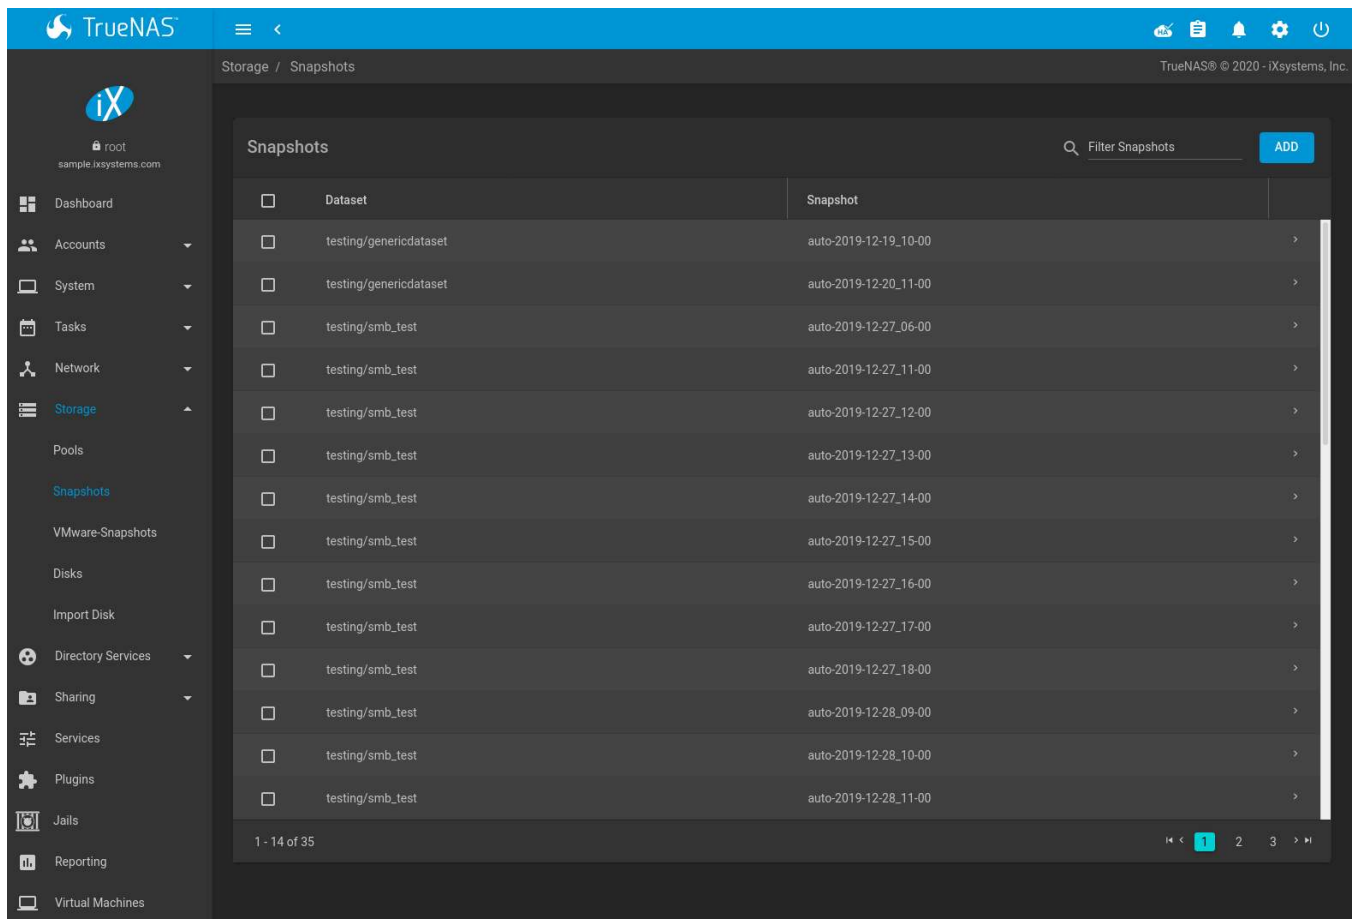 TrueNAS
HA
Storage / Snapshots
TrueNAS® © 2020 - iXsystems, Inc.
iX
root
sample.ixsystems.com
Dashboard
Accounts
System
Tasks
Network
Storage
Pools
Snapshots
VMware-Snapshots
Disks
Import Disk
Directory Services
Sharing
Services
Plugins
Jails
Reporting
Virtual Machines
Snapshots
Filter Snapshots
ADD
Dataset Snapshot
testing/genericdataset auto-2019-12-19_10-00
testing/genericdataset auto-2019-12-20_11-00
testing/smb_test auto-2019-12-27_06-00
testing/smb_test auto-2019-12-27_11-00
testing/smb_test auto-2019-12-27_12-00
testing/smb_test auto-2019-12-27_13-00
testing/smb_test auto-2019-12-27_14-00
testing/smb_test auto-2019-12-27_15-00
testing/smb_test auto-2019-12-27_16-00
testing/smb_test auto-2019-12-27_17-00
testing/smb_test auto-2019-12-27_18-00
testing/smb_test auto-2019-12-28_09-00
testing/smb_test auto-2019-12-28_10-00
testing/smb_test auto-2019-12-28_11-00
1 - 14 of 35
1 2 3